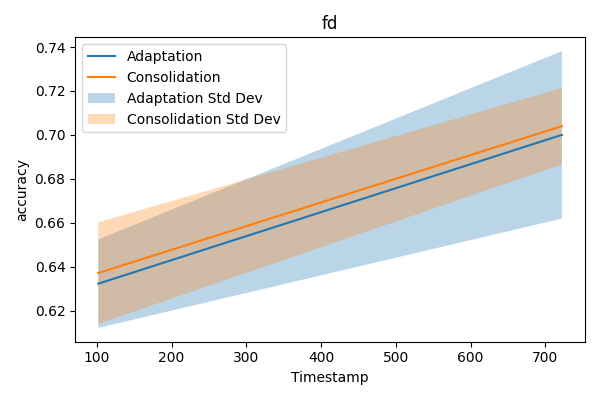 fd
Adaptation
Consolidation
Adaptation Std Dev
Consolidation Std Dev
accuracy
0.74
0.72
0.70
0.68
0.66
0.64
0.62
100 200 300 400 500 600 700
Timestamp